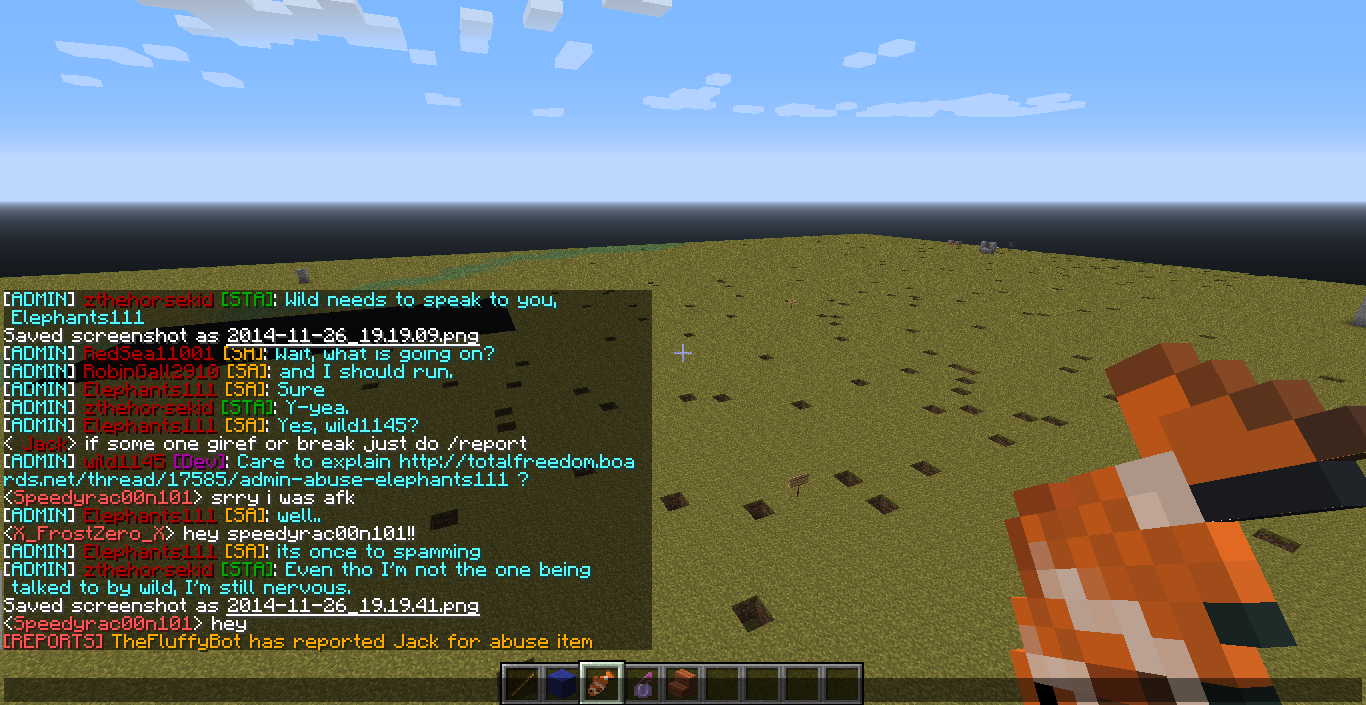 [ADMIN] zthehorsekid [STA]: Wild needs to speak to you,
Elephants111
Saved screenshot as 2014-11-26_19.19.09.png
[ADMIN] RedSea11001 [SA]: Wait, what is going on?
[ADMIN] RobinGall2910 [SA]: and I should run.
[ADMIN] Elephants111 [SA]: Sure
[ADMIN] zthehorsekid [STA]: Y-yea.
[ADMIN] Elephants111 [SA]: Yes, wild1145?
< Jack> if some one giref or break just do /report
[ADMIN] wild1145 [Dev]: Care to explain http://totalfreedom.boa
rds.net/thread/17585/admin-abuse-elephants111 ?
<Speedyrac00n101> srry i was afk
[ADMIN] Elephants111 [SA]: well..
<X_FrostZero_X> hey speedyrac00n101!!
[ADMIN] Elephants111 [SA]: its once to spamming
[ADMIN] zthehorsekid [STA]: Even tho I'm not the one being
talked to by wild, I'm still nervous.
Saved screenshot as 2014-11-26_19.19.41.png
<Speedyrac00n101> hey
[REPORTS] TheFluffyBot has reported Jack for abuse item